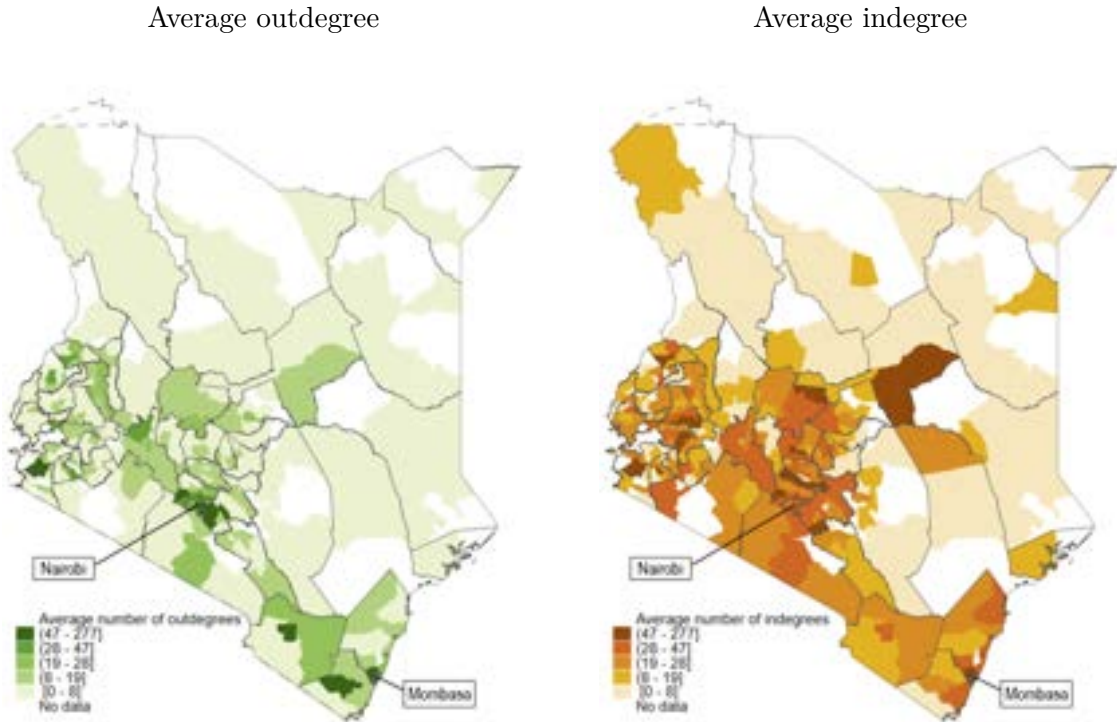 Average outdegree
Average indegree
Nairobi
Average number of outdegrees
(47 - 277]
(28 - 47]
(19 - 28]
(8 - 19]
[0 - 8]
No data
Mombasa
Nairobi
Average number of indegrees
(47 - 277]
(28 - 47]
(19 - 28]
(8 - 19]
[0 - 8]
No data
Mombasa